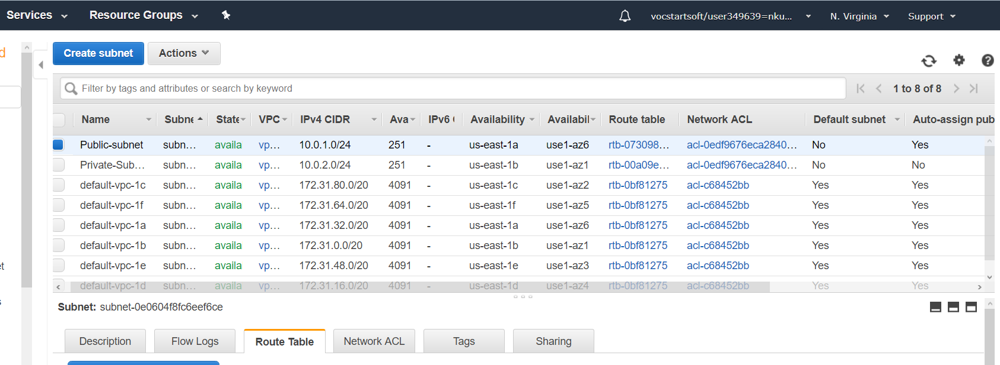 Services Resource Groups vocstartsoft/user349639=nku... N. Virginia Support
d
Create subnet Actions
Filter by tags and attributes or search by keyword 1 to 8 of 8
Name Subne State VPC IPv4 CIDR Ava IPv6 Availability Availabil Route table Network ACL Default subnet Auto-assign pub
Public-subnet subn... availa vp... 10.0.1.0/24 251 - us-east-1a use1-az6 rtb-073098... acl-0edf9676eca2840... No Yes
Private-Sub... subn... availa vp... 10.0.2.0/24 251 - us-east-1b use1-az1 rtb-00a09e... acl-0edf9676eca2840... No No
default-vpc-1c subn... availa vp... 172.31.80.0/20 4091 - us-east-1c use1-az2 rtb-0bf81275 acl-c68452bb Yes Yes
default-vpc-1f subn... availa vp... 172.31.64.0/20 4091 - us-east-1f use1-az5 rtb-0bf81275 acl-c68452bb Yes Yes
default-vpc-1a subn... availa vp... 172.31.32.0/20 4091 - us-east-1a use1-az6 rtb-0bf81275 acl-c68452bb Yes Yes
default-vpc-1b subn... availa vp... 172.31.0.0/20 4091 - us-east-1b use1-az1 rtb-0bf81275 acl-c68452bb Yes Yes
default-vpc-1e subn... availa vp... 172.31.48.0/20 4091 - us-east-1e use1-az3 rtb-0bf81275 acl-c68452bb Yes Yes
default-vpc-1d subn... availa vp... 172.31.16.0/20 4091 - us-east-1d use1-az4 rtb-0bf81275 acl-c68452bb Yes Yes
Subnet: subnet-0e0604f8fc6eef6ce
Description Flow Logs Route Table Network ACL Tags Sharing